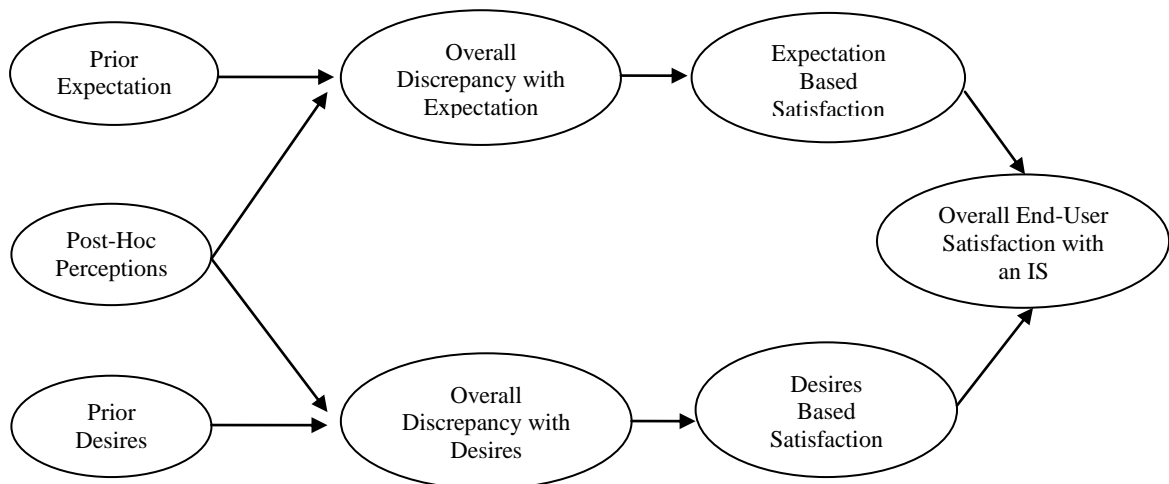 Prior
Expectation
Overall
Discrepancy with
Expectation
Expectation
Based
Satisfaction
Post-Hoc
Perceptions
Overall End-User
Satisfaction with
an IS
Prior
Desires
Overall
Discrepancy with
Desires
Desires
Based
Satisfaction